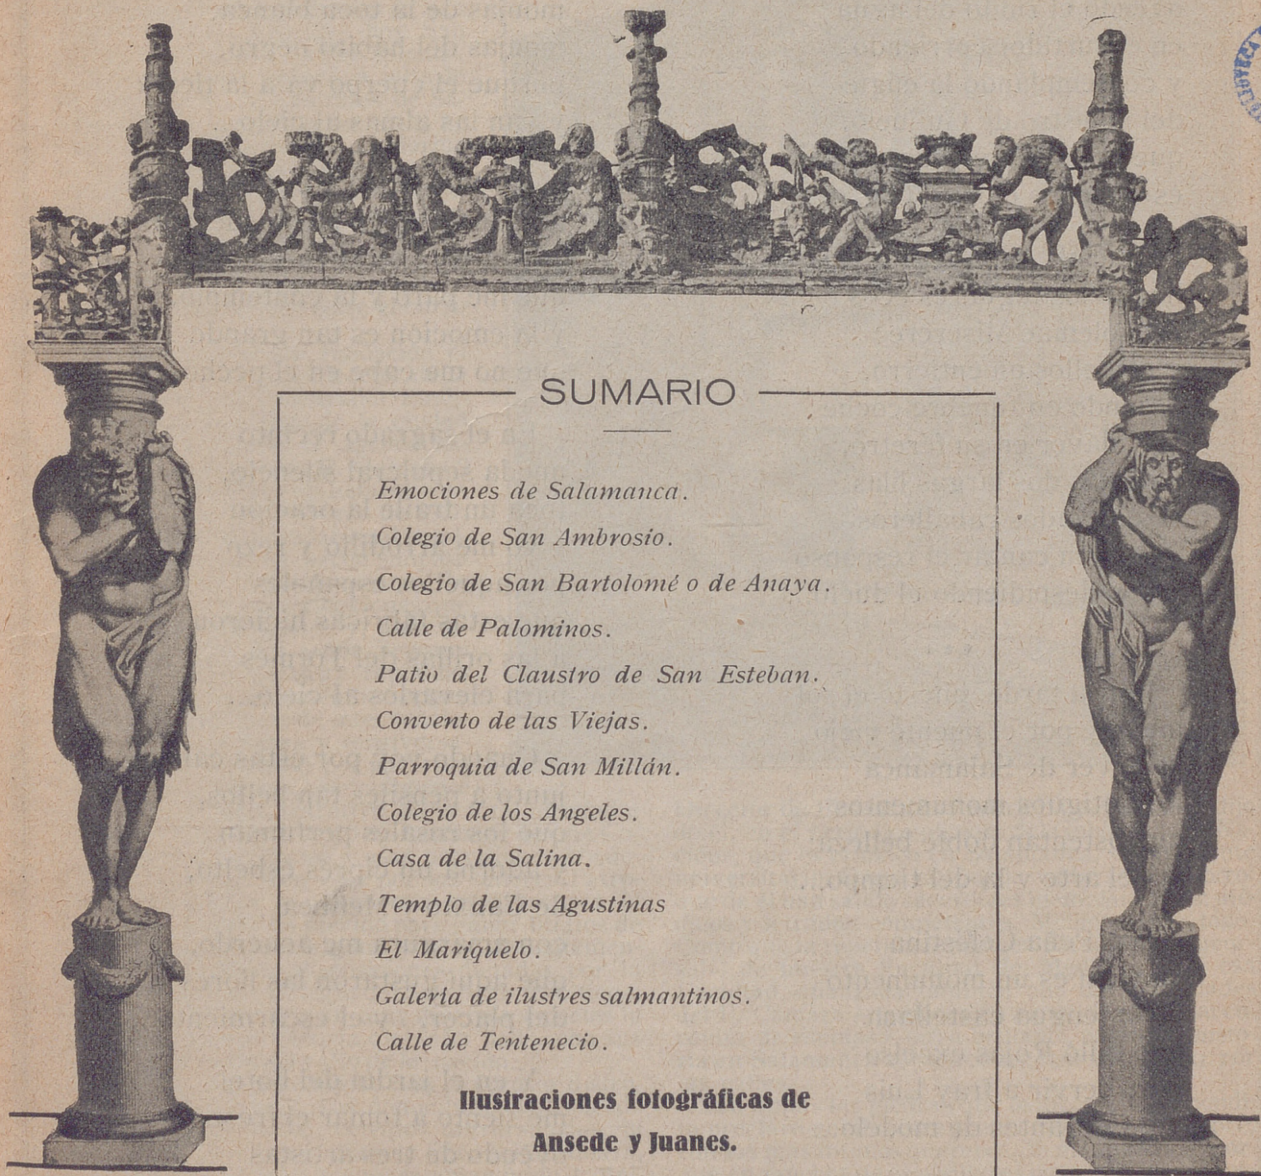 SUMARIO
Emociones de Salamanca.
Colegio de San Ambrosio.
Colegio de San Bartolomé o de Anaya.
Calle de Palominos.
Patio del Claustro de San Esteban.
Convento de las Viejas.
Parroquia de San Millán.
Colegio de los Angeles.
Casa de la Salina.
Templo de las Agustinas
El Mariquelo.
Galería de ilustres salmantinos.
Calle de Tentenecio.
Ilustraciones fotográficas de
Ansede y Juanes.